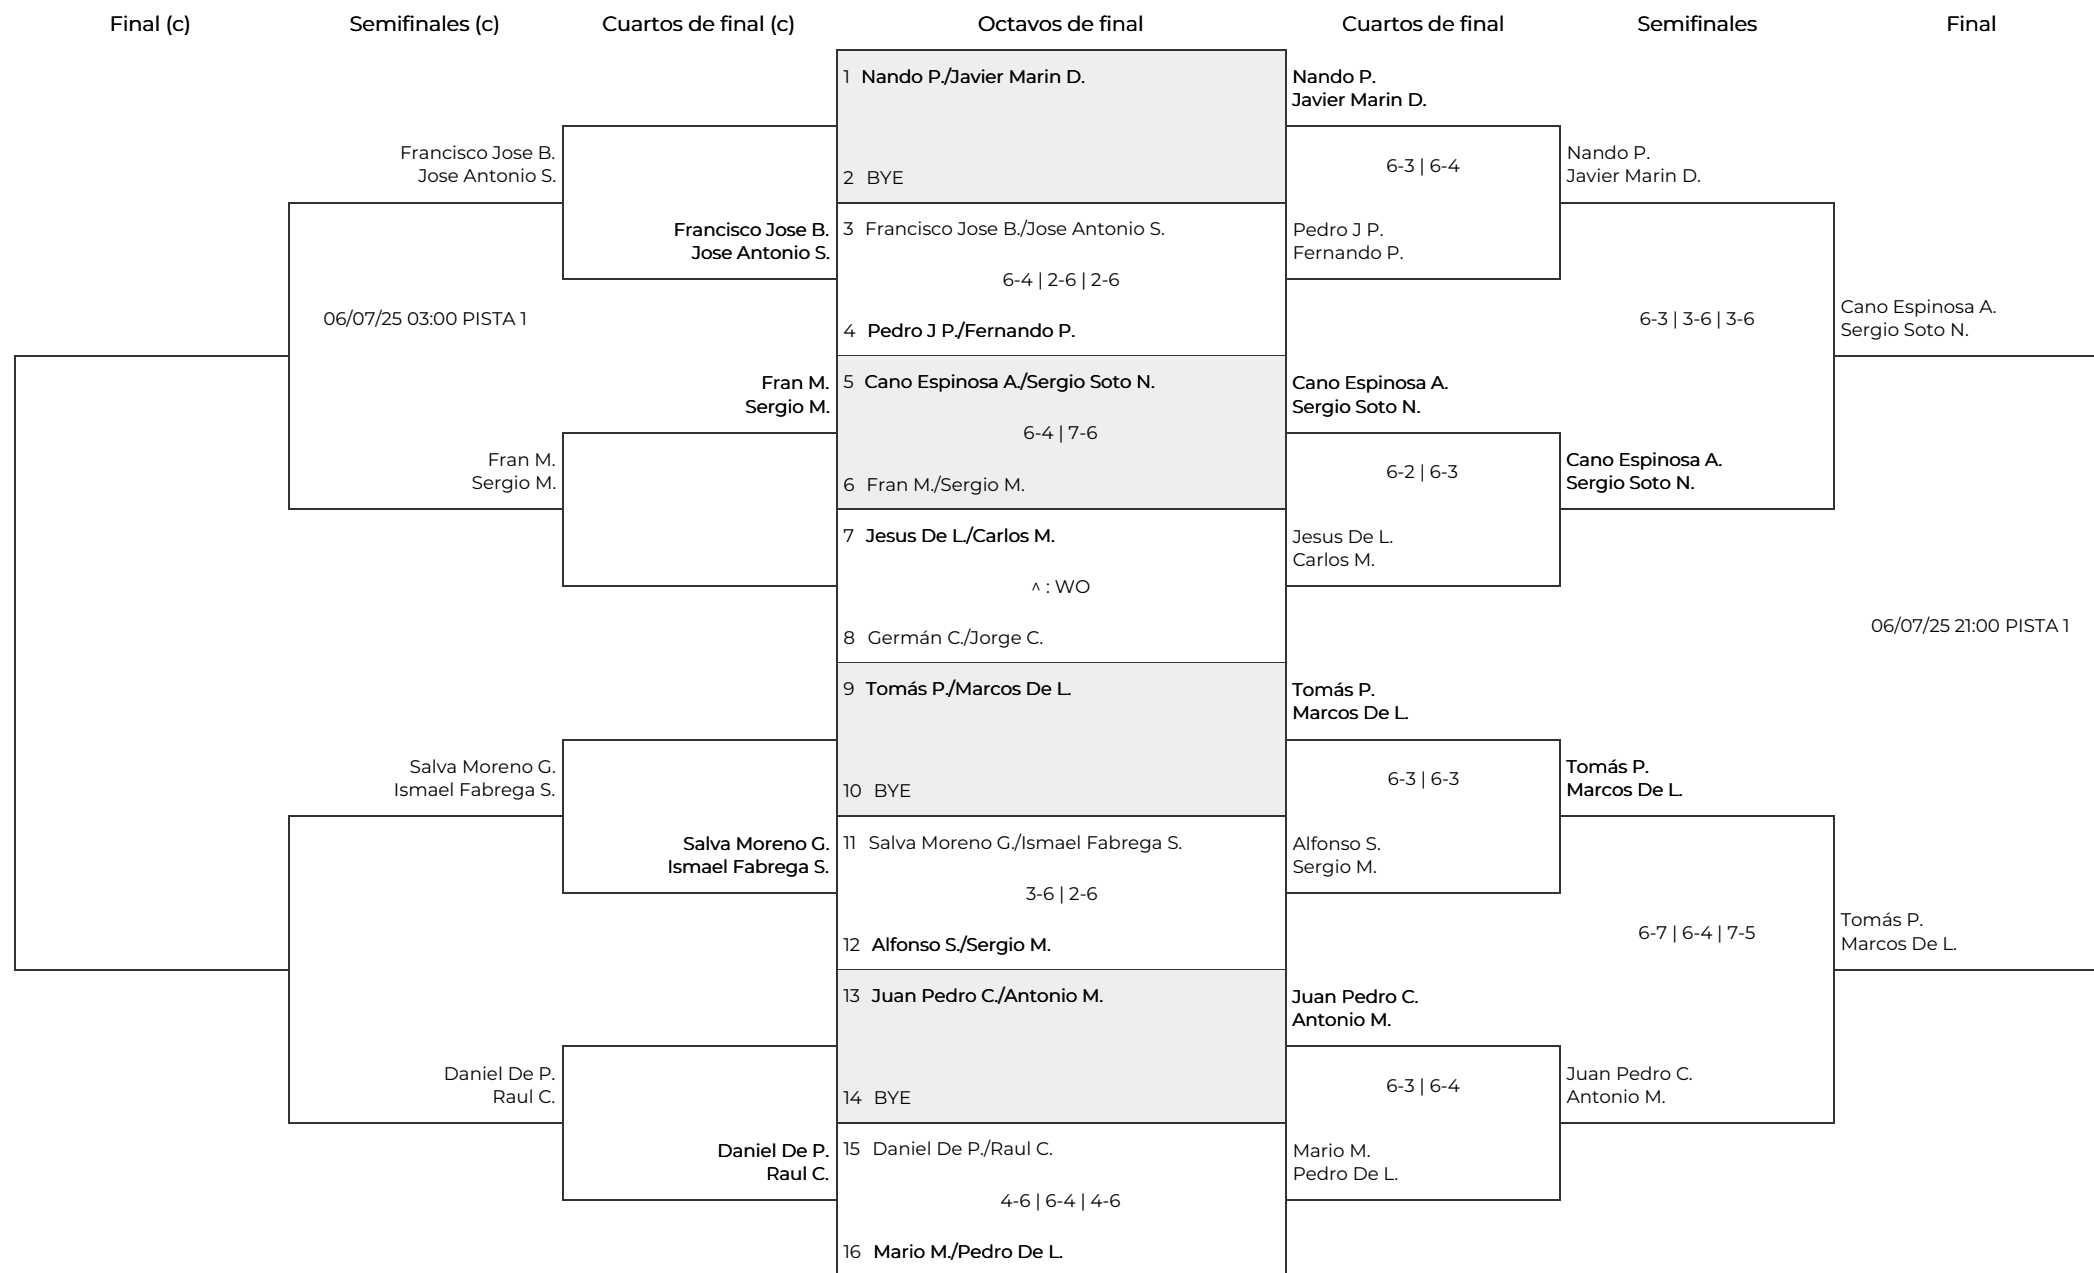 Final (c)
Semifinales (c)
Cuartos de final (c)
Octavos de final
Cuartos de final
Semifinales
Final
Francisco Jose B.
Jose Antonio S.
06/07/25 03:00 PISTA 1
Fran M.
Sergio M.
Salva Moreno G.
Ismael Fabrega S.
Daniel De P.
Raul C.
Francisco Jose B.
Jose Antonio S.
Fran M.
Sergio M.
Salva Moreno G.
Ismael Fabrega S.
Daniel De P.
Raul C.
1 Nando P./Javier Marin D.
2 BYE
3 Francisco Jose B./Jose Antonio S.
6-4 | 2-6 | 2-6
4 Pedro J P./Fernando P.
5 Cano Espinosa A./Sergio Soto N.
6-4 | 7-6
6 Fran M./Sergio M.
7 Jesus De L./Carlos M.
^ : WO
8 Germán C./Jorge C.
9 Tomás P./Marcos De L.
10 BYE
11 Salva Moreno G./Ismael Fabrega S.
3-6 | 2-6
12 Alfonso S./Sergio M.
13 Juan Pedro C./Antonio M.
14 BYE
15 Daniel De P./Raul C.
4-6 | 6-4 | 4-6
16 Mario M./Pedro De L.
Nando P.
Javier Marin D.
6-3 | 6-4
Pedro J P.
Fernando P.
Cano Espinosa A.
Sergio Soto N.
6-2 | 6-3
Jesus De L.
Carlos M.
Tomás P.
Marcos De L.
6-3 | 6-3
Alfonso S.
Sergio M.
Juan Pedro C.
Antonio M.
6-3 | 6-4
Mario M.
Pedro De L.
Nando P.
Javier Marin D.
6-3 | 3-6 | 3-6
Cano Espinosa A.
Sergio Soto N.
Tomás P.
Marcos De L.
6-7 | 6-4 | 7-5
Juan Pedro C.
Antonio M.
Cano Espinosa A.
Sergio Soto N.
06/07/25 21:00 PISTA 1
Tomás P.
Marcos De L.